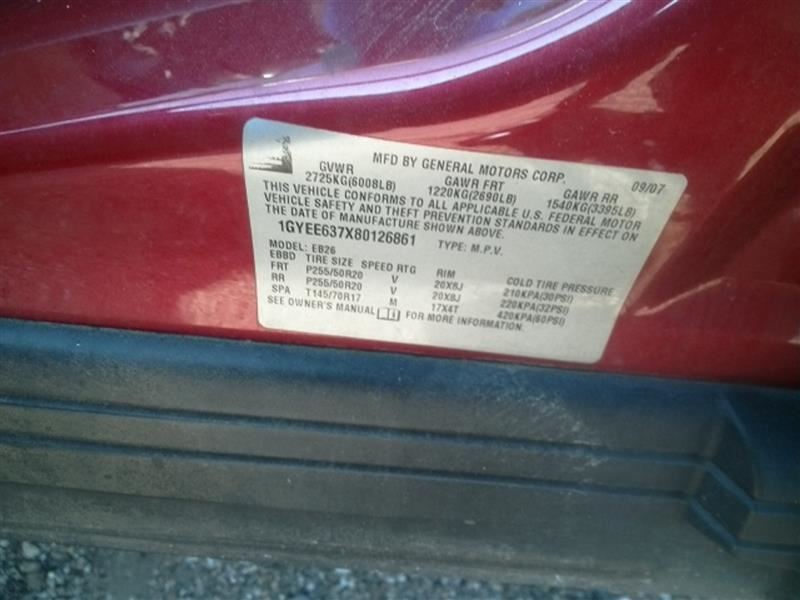 MFD BY GENERAL MOTORS CORP. 09/07
GVWR GAWR FRT GAWR RR
2725KG(6008LB) 1220KG(2690LB) 1540KG(3395LB)
THIS VEHICLE CONFORMS TO ALL APPLICABLE U.S. FEDERAL MOTOR
VEHICLE SAFETY AND THEFT PREVENTION STANDARDS IN EFFECT ON
THE DATE OF MANUFACTURE SHOWN ABOVE.
1GYEE637X80126861 TYPE: M.P.V.
MODEL: EB26
EBBD TIRE SIZE SPEED RTG RIM COLD TIRE PRESSURE
FRT P255/50R20 V 20X8J 210KPA(30PSI)
RR P255/50R20 V 20X8J 220KPA(32PSI)
SPA T145/70R17 M 17X4T 420KPA(60PSI)
SEE OWNER'S MANUAL FOR MORE INFORMATION.